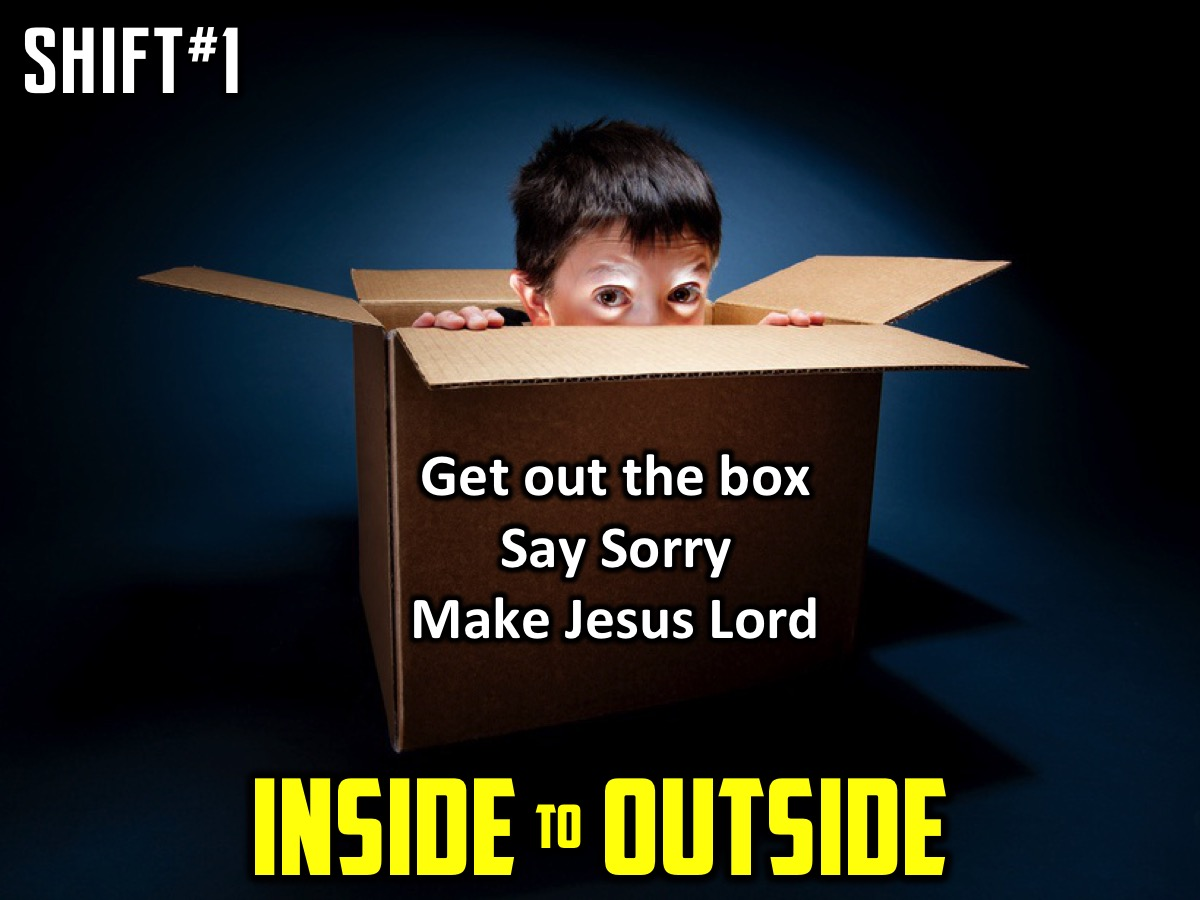 SHIFT#1
Get out the box
Say Sorry
Make Jesus Lord
INSIDE TO OUTSIDE